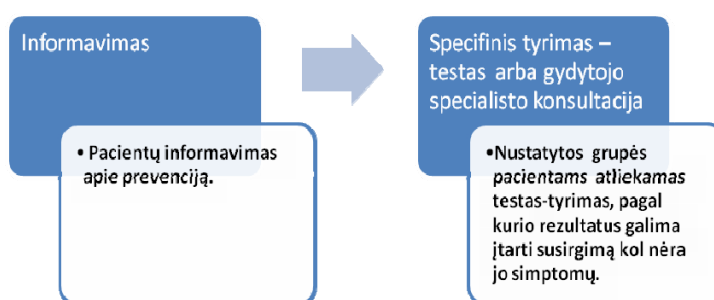 Informavimas
• Pacientų informavimas
apie prevenciją.
Specifinis tyrimas –
testas arba gydytojo
specialisto konsultacija
•Nustatytos grupės
pacientams atliekamas
testas-tyrimas, pagal
kurio rezultatus galima
įtarti susirgimą kol nėra
jo simptomų.